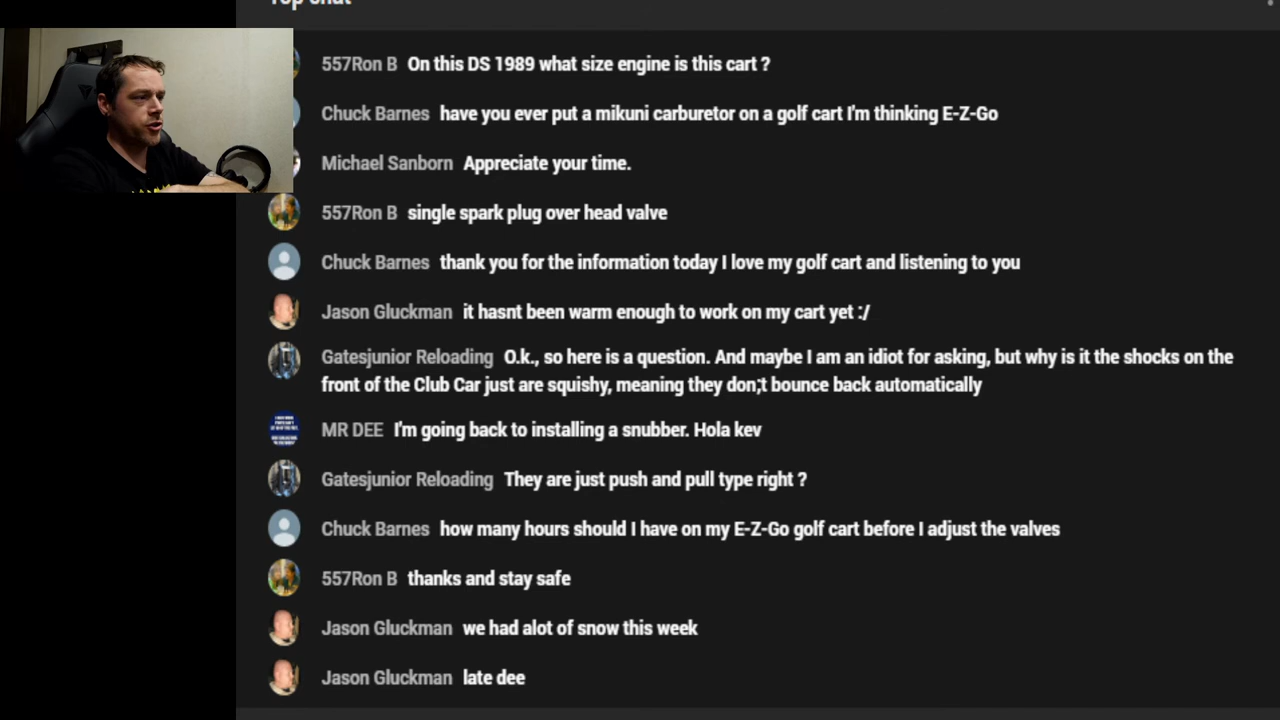 Top chat
557Ron B On this DS 1989 what size engine is this cart ?
Chuck Barnes have you ever put a mikuni carburetor on a golf cart I'm thinking E-Z-Go
Michael Sanborn Appreciate your time.
557Ron B single spark plug over head valve
Chuck Barnes thank you for the information today I love my golf cart and listening to you
Jason Gluckman it hasnt been warm enough to work on my cart yet :/
Gatesjunior Reloading O.k., so here is a question. And maybe I am an idiot for asking, but why is it the shocks on the
front of the Club Car just are squishy, meaning they don;t bounce back automatically
MR DEE I'm going back to installing a snubber. Hola kev
Gatesjunior Reloading They are just push and pull type right ?
Chuck Barnes how many hours should I have on my E-Z-Go golf cart before I adjust the valves
557Ron B thanks and stay safe
Jason Gluckman we had alot of snow this week
Jason Gluckman late dee